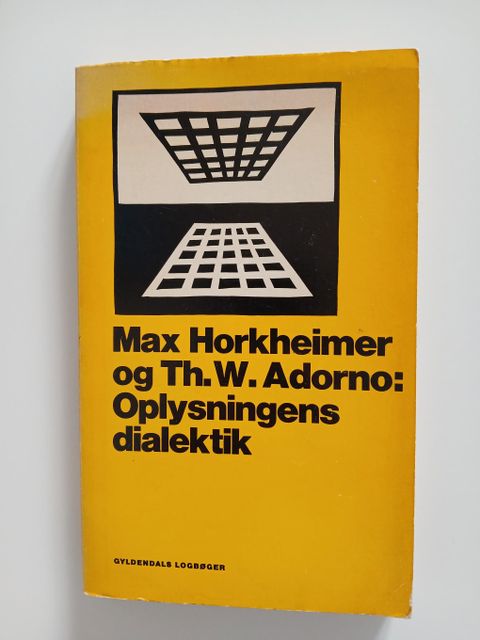 Max Horkheimer
og Th. W. Adorno:
Oplysningens
dialektik
GYLDENDALS LOGBØGER